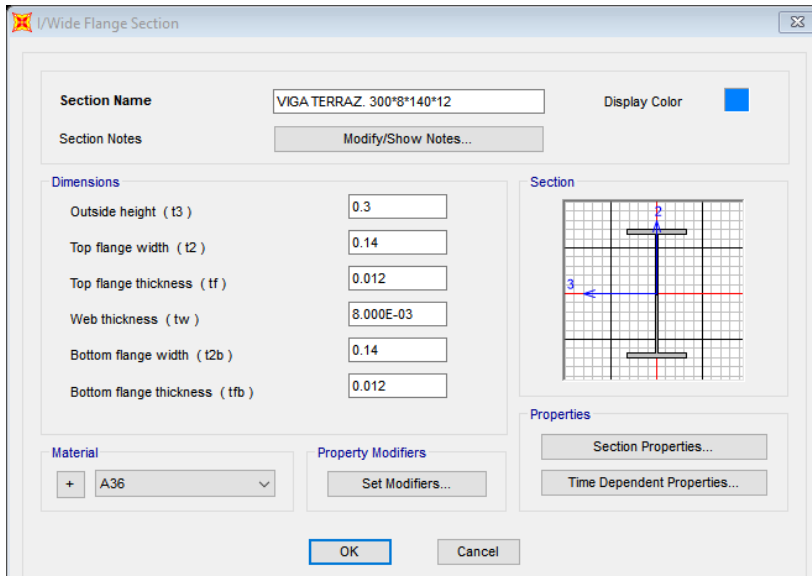 I/Wide Flange Section
Section Name VIGA TERRAZ. 300*8*140*12 Display Color
Section Notes Modify/Show Notes...
Dimensions
Outside height ( t3 ) 0.3
Top flange width ( t2 ) 0.14
Top flange thickness ( tf ) 0.012
Web thickness ( tw ) 8.000E-03
Bottom flange width ( t2b ) 0.14
Bottom flange thickness ( tfb ) 0.012
Section
2
3
Material
+ A36
Property Modifiers
Set Modifiers...
Properties
Section Properties...
Time Dependent Properties...
OK Cancel